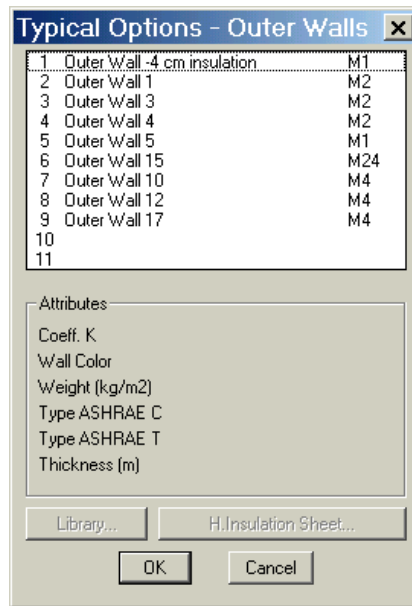 Typical Options - Outer Walls
1 Outer Wall -4 cm insulation M1
2 Outer Wall 1 M2
3 Outer Wall 3 M2
4 Outer Wall 4 M2
5 Outer Wall 5 M1
6 Outer Wall 15 M24
7 Outer Wall 10 M4
8 Outer Wall 12 M4
9 Outer Wall 17 M4
10
11
Attributes
Coeff. K
Wall Color
Weight (kg/m2)
Type ASHRAE C
Type ASHRAE T
Thickness (m)
Library... H.Insulation Sheet...
OK Cancel